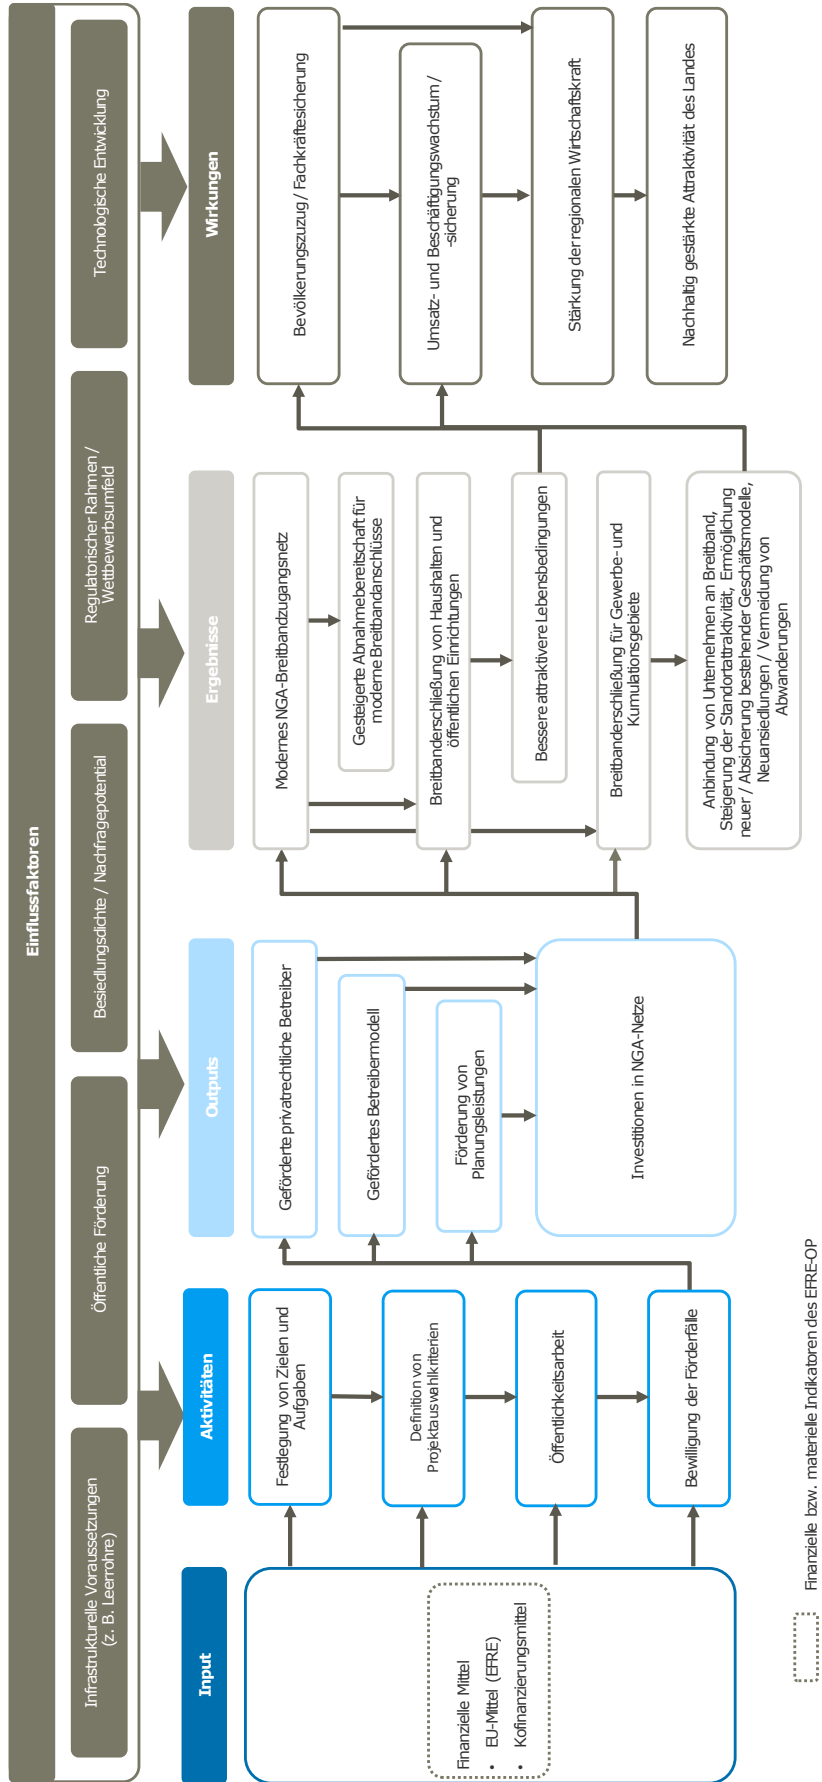 Einflussfaktoren
Infrastrukturelle Voraussetzungen
(z. B. Leerrohre)
Öffentliche Förderung
Besiedlungsdichte / Nachfragepotential
Regulatorischer Rahmen /
Wettbewerbsumfeld
Technologische Entwicklung
Input
Finanzielle Mittel
• EU-Mittel (EFRE)
• Kofinanzierungsmittel
Aktivitäten
Festlegung von Zielen und
Aufgaben
Definition von
Projektauswahlkriterien
Öffentlichkeitsarbeit
Bewilligung der Förderfälle
Outputs
Geförderte privatrechtliche Betreiber
Gefördertes Betreibermodell
Förderung von
Planungsleistungen
Investitionen in NGA-Netze
Ergebnisse
Modernes NGA-Breitbandzugangsnetz
Gesteigerte Abnahmebereitschaft für
moderne Breitbandanschlüsse
Breitbanderschließung von Haushalten und
öffentlichen Einrichtungen
Bessere attraktivere Lebensbedingungen
Breitbanderschließung für Gewerbe- und
Kumulationsgebiete
Anbindung von Unternehmen an Breitband,
Steigerung der Standortattraktivität, Ermöglichung
neuer / Absicherung bestehender Geschäftsmodelle,
Neuansiedlungen / Vermeidung von
Abwanderungen
Wirkungen
Bevölkerungszuzug / Fachkräftesicherung
Umsatz- und Beschäftigungswachstum /
-sicherung
Stärkung der regionalen Wirtschaftskraft
Nachhaltig gestärkte Attraktivität des Landes
Finanzielle bzw. materielle Indikatoren des EFRE-OP